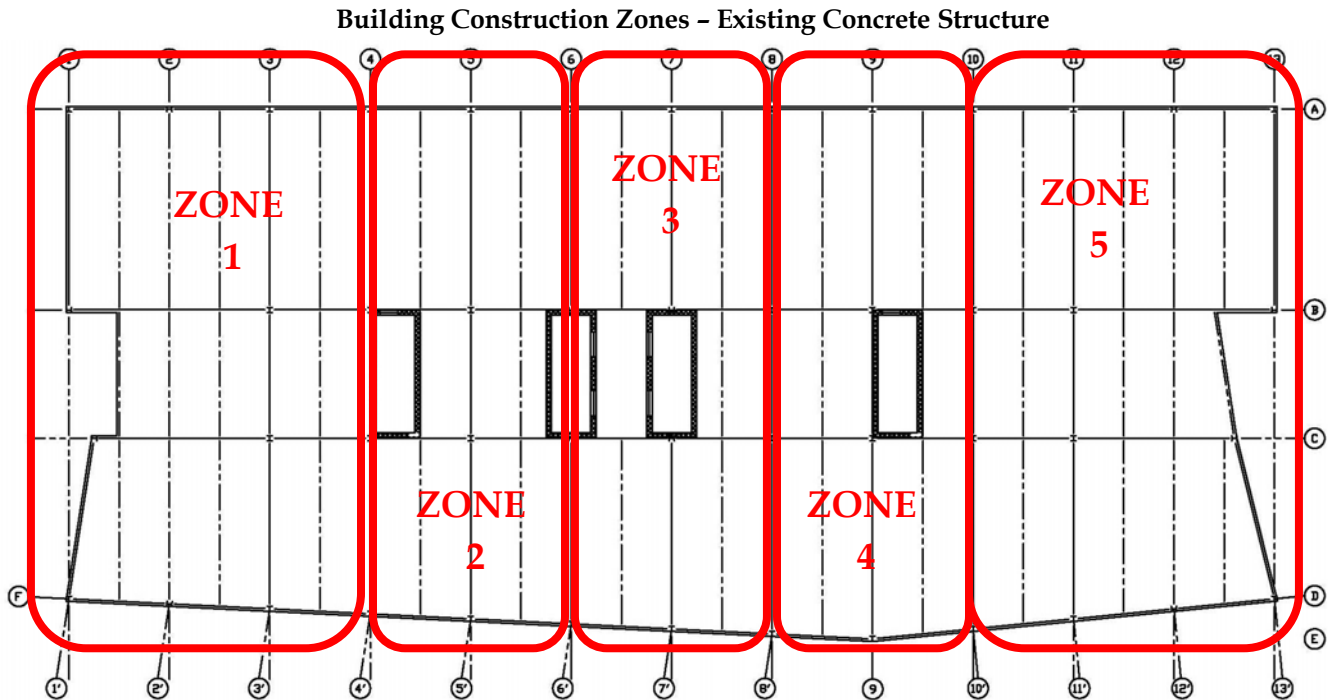 Building Construction Zones – Existing Concrete Structure
1 2 3 4 5 6 7 8 9 10 11 12 13
A
ZONE
3
ZONE
1
ZONE
5
B
C
ZONE
2
ZONE
4
F
D
E
1' 2' 3' 4' 5' 6' 7' 8' 9 10' 11' 12' 13'